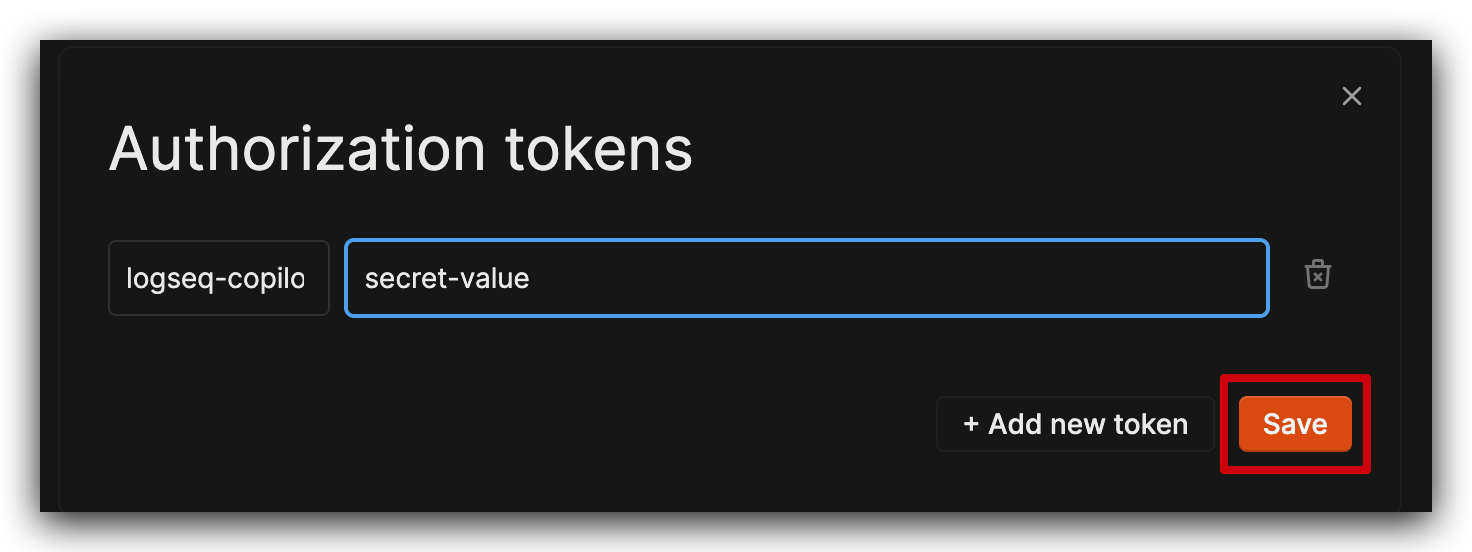 Authorization tokens
logseq-copilo
secret-value
+ Add new token
Save